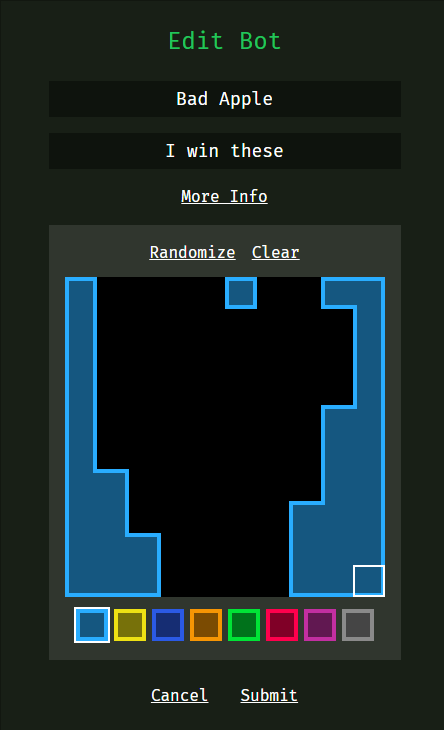 Edit Bot
Bad Apple
I win these
More Info
Randomize Clear
Cancel Submit